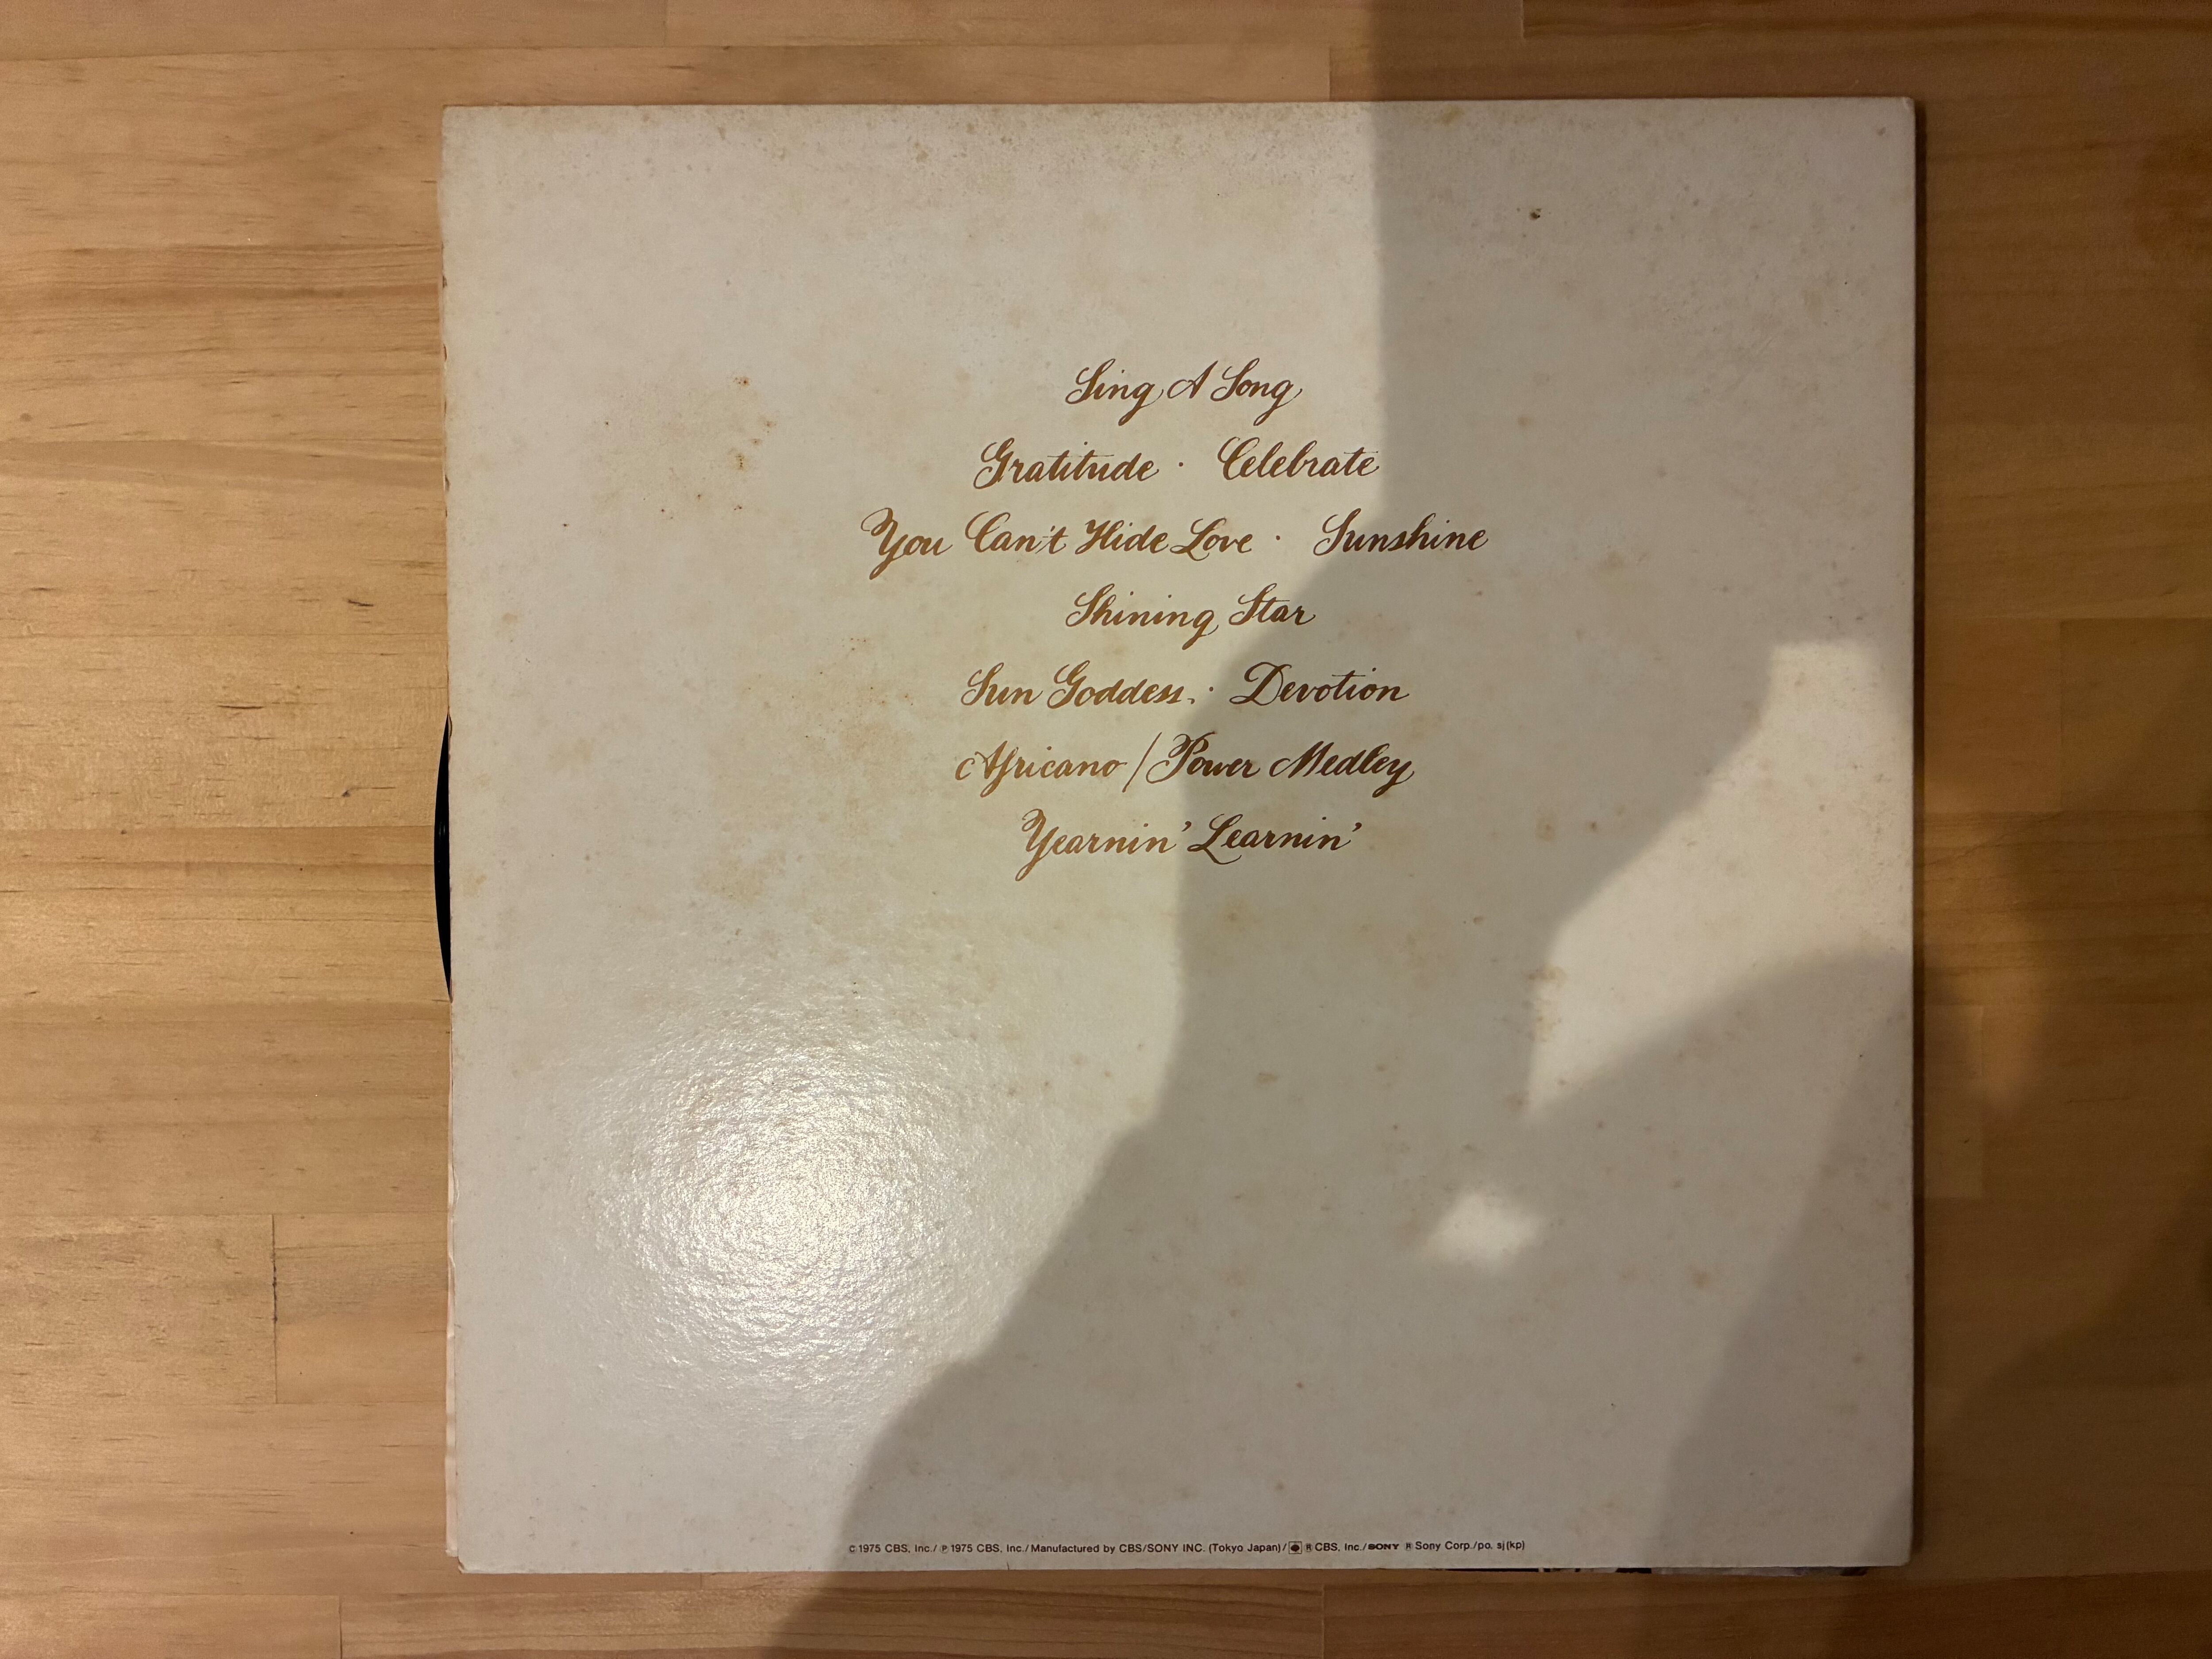 Sing A Song
Gratitude · Celebrate
You Can't Hide Love · Sunshine
Shining Star
Sun Goddess · Devotion
Africano / Power Medley
Yearnin' Learnin'
© 1975 CBS, Inc./ ℗ 1975 CBS, Inc./Manufactured by CBS/SONY INC. (Tokyo Japan)/ ® CBS, Inc./SONY ® Sony Corp./po. sj(kp)